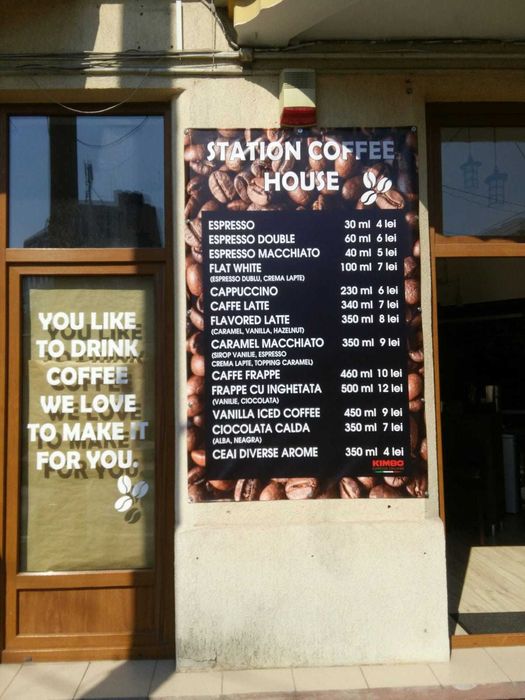 STATION COFFEE
HOUSE
ESPRESSO 30 ml 4 lei
ESPRESSO DOUBLE 60 ml 6 lei
ESPRESSO MACCHIATO 40 ml 5 lei
FLAT WHITE 100 ml 7 lei
(ESPRESSO DUBLU, CREMA LAPTE)
CAPPUCCINO 230 ml 6 lei
CAFFE LATTE 340 ml 7 lei
FLAVORED LATTE 350 ml 8 lei
(CARAMEL, VANILLA, HAZELNUT)
CARAMEL MACCHIATO 350 ml 9 lei
(SIROP VANILIE, ESPRESSO
CREMA LAPTE, TOPPING CARAMEL)
CAFFE FRAPPE 460 ml 10 lei
FRAPPE CU INGHETATA 500 ml 12 lei
(VANILIE, CIOCOLATA)
VANILLA ICED COFFEE 450 ml 9 lei
CIOCOLATA CALDA 350 ml 7 lei
(ALBA, NEAGRA)
CEAI DIVERSE AROME 350 ml 4 lei
KIMBO
YOU LIKE
TO DRINK
COFFEE
WE LOVE
TO MAKE IT
FOR YOU.